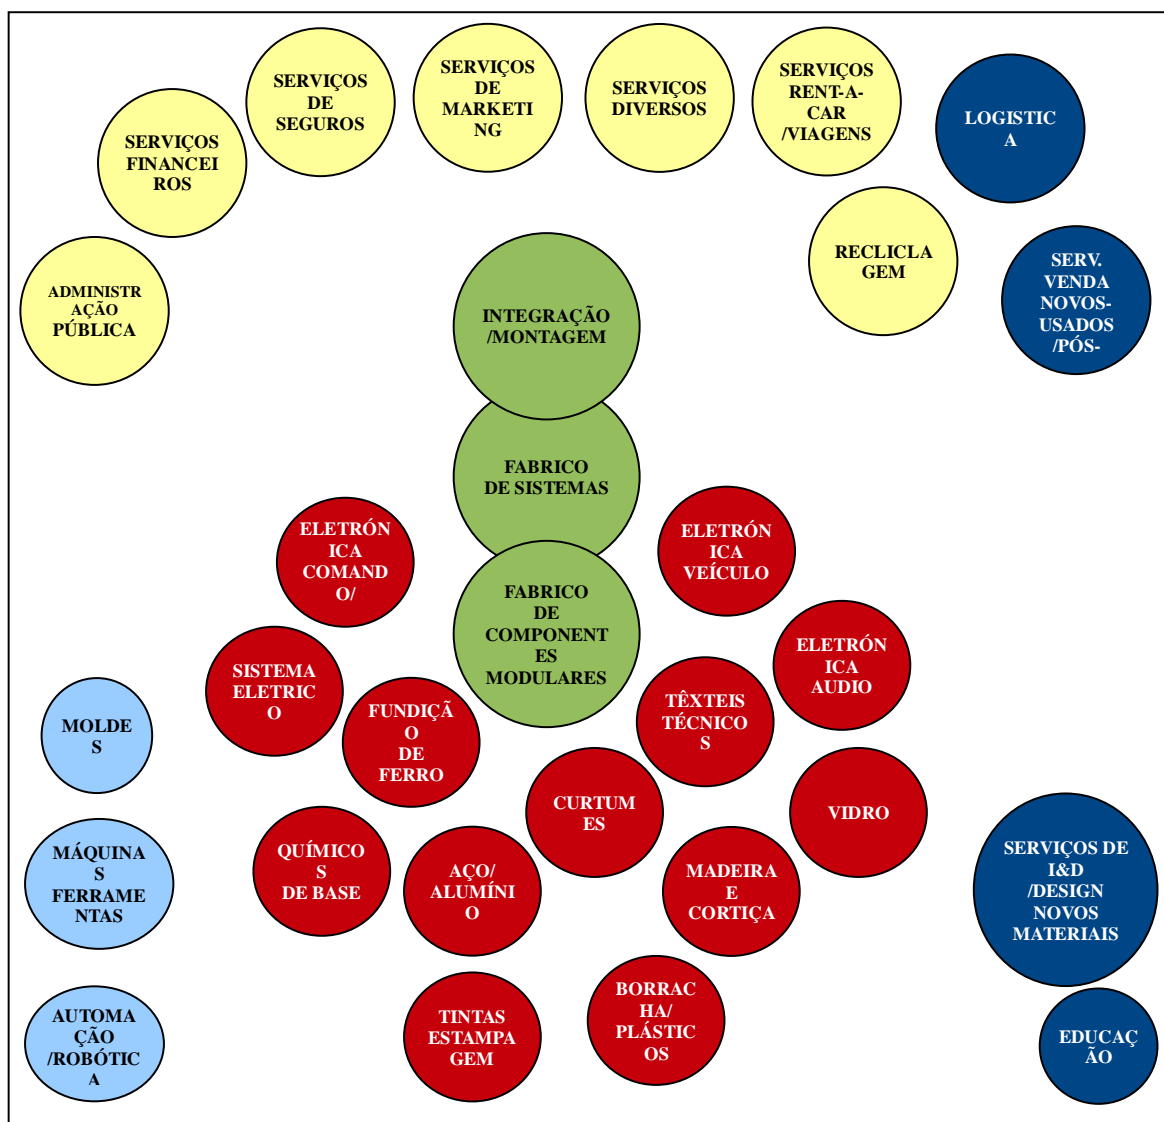 SERVIÇOS
DE
SEGUROS
SERVIÇOS
DE
MARKETI
NG
SERVIÇOS
DIVERSOS
SERVIÇOS
RENT-A-
CAR
/VIAGENS
LOGISTIC
A
SERVIÇOS
FINANCEI
ROS
RECLICLA
GEM
SERV.
VENDA
NOVOS-
USADOS
/PÓS-
ADMINISTR
AÇÃO
PÚBLICA
INTEGRAÇÃO
/MONTAGEM
FABRICO
DE SISTEMAS
ELETRÓN
ICA
COMAND
O/
ELETRÓN
ICA
VEÍCULO
FABRICO
DE
COMPONENT
ES
MODULARES
SISTEMA
ELETRIC
O
ELETRÓN
ICA
AUDIO
FUNDIÇÃ
O
DE
FERRO
TÊXTEIS
TÉCNICO
S
MOLDE
S
CURTUM
ES
VIDRO
MÁQUINA
S
FERRAME
NTAS
QUÍMICO
S
DE BASE
AÇO/
ALUMÍNI
O
MADEIRA
E
CORTIÇA
SERVIÇOS DE
I&D
/DESIGN
NOVOS
MATERIAIS
AUTOMA
ÇÃO
/ROBÓTIC
A
TINTAS
ESTAMPA
GEM
BORRAC
HA/
PLÁSTIC
OS
EDUCAÇ
ÃO